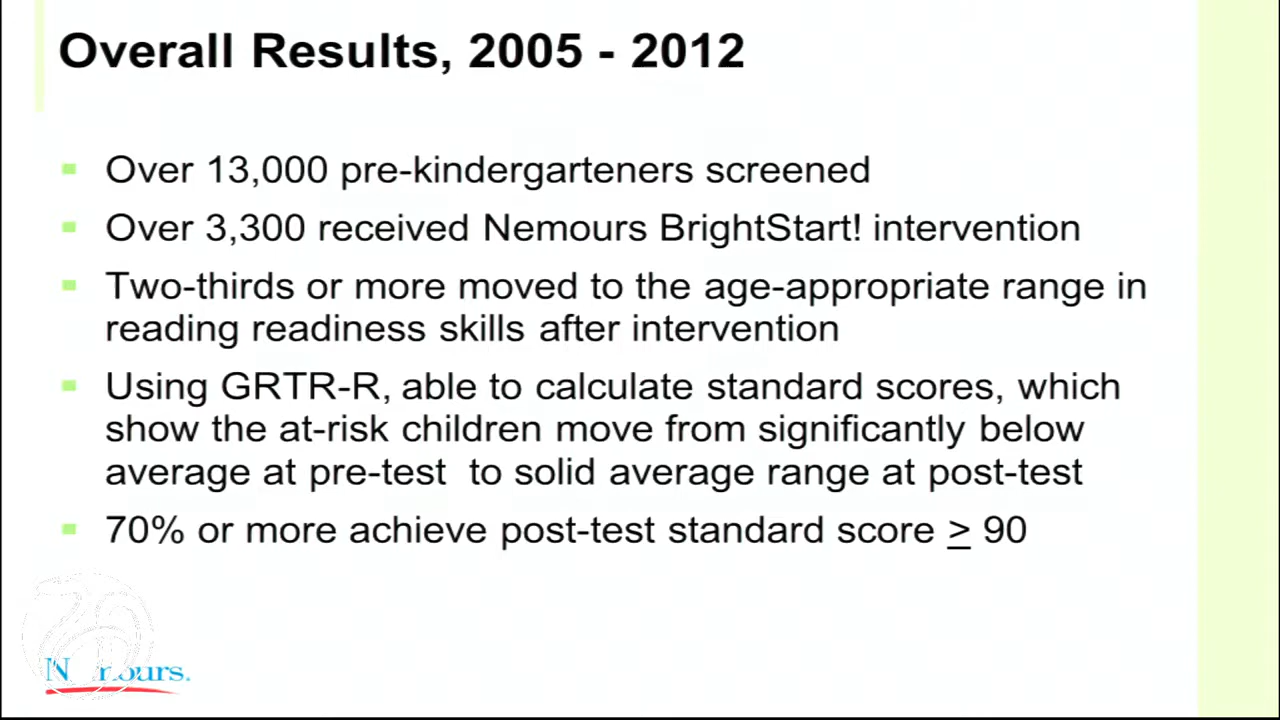 Overall Results, 2005 - 2012
Over 13,000 pre-kindergarteners screened
Over 3,300 received Nemours BrightStart! intervention
Two-thirds or more moved to the age-appropriate range in
reading readiness skills after intervention
Using GRTR-R, able to calculate standard scores, which
show the at-risk children move from significantly below
average at pre-test to solid average range at post-test
70% or more achieve post-test standard score ≥ 90
Nemours.